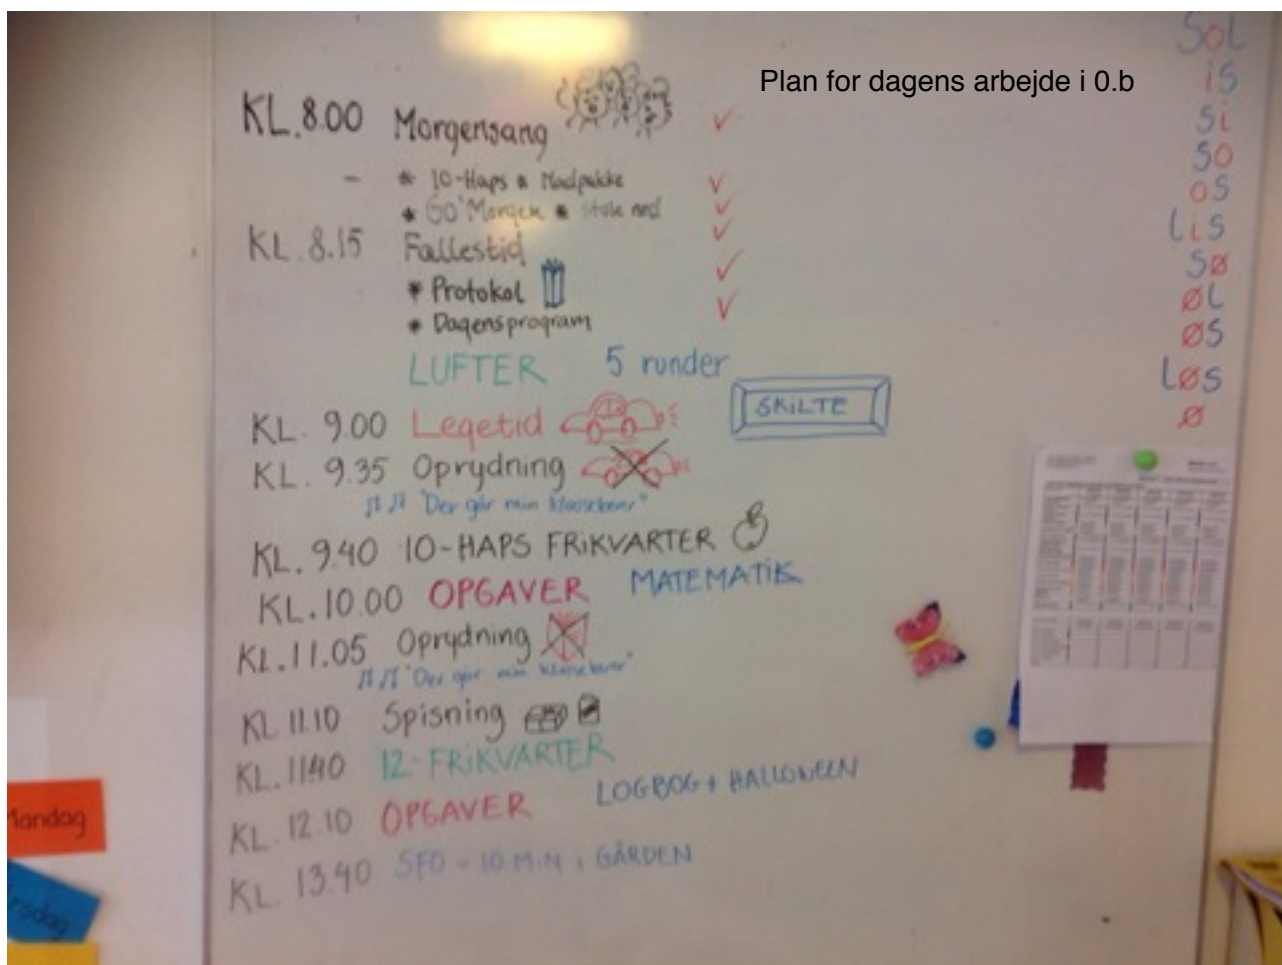 Plan for dagens arbejde i 0.b
KL. 8.00 Morgensang
- * 10-Haps * Madpakke
* Go'Morgen * stole ned
KL. 8.15 Fællestid
* Protokol
* Dagensprogram
LUFTER 5 runder
KL. 9.00 Legetid SKILTE
KL. 9.35 Oprydning
"Der går min
KL. 9.40 10-HAPS FRIKVARTER
KL. 10.00 OPGAVER MATEMATIK
KL. 11.05 Oprydning
"Der går min
KL 11.10 Spisning
KL. 11.40 12-FRIKVARTER
KL. 12.10 OPGAVER LOGBOG + HALLOWEEN
KL. 13.40 SFO = 10 MIN i GÅRDEN
SOL
iS
Si
SO
OS
LiS
SØ
ØL
ØS
LØS
Ø
Mandag